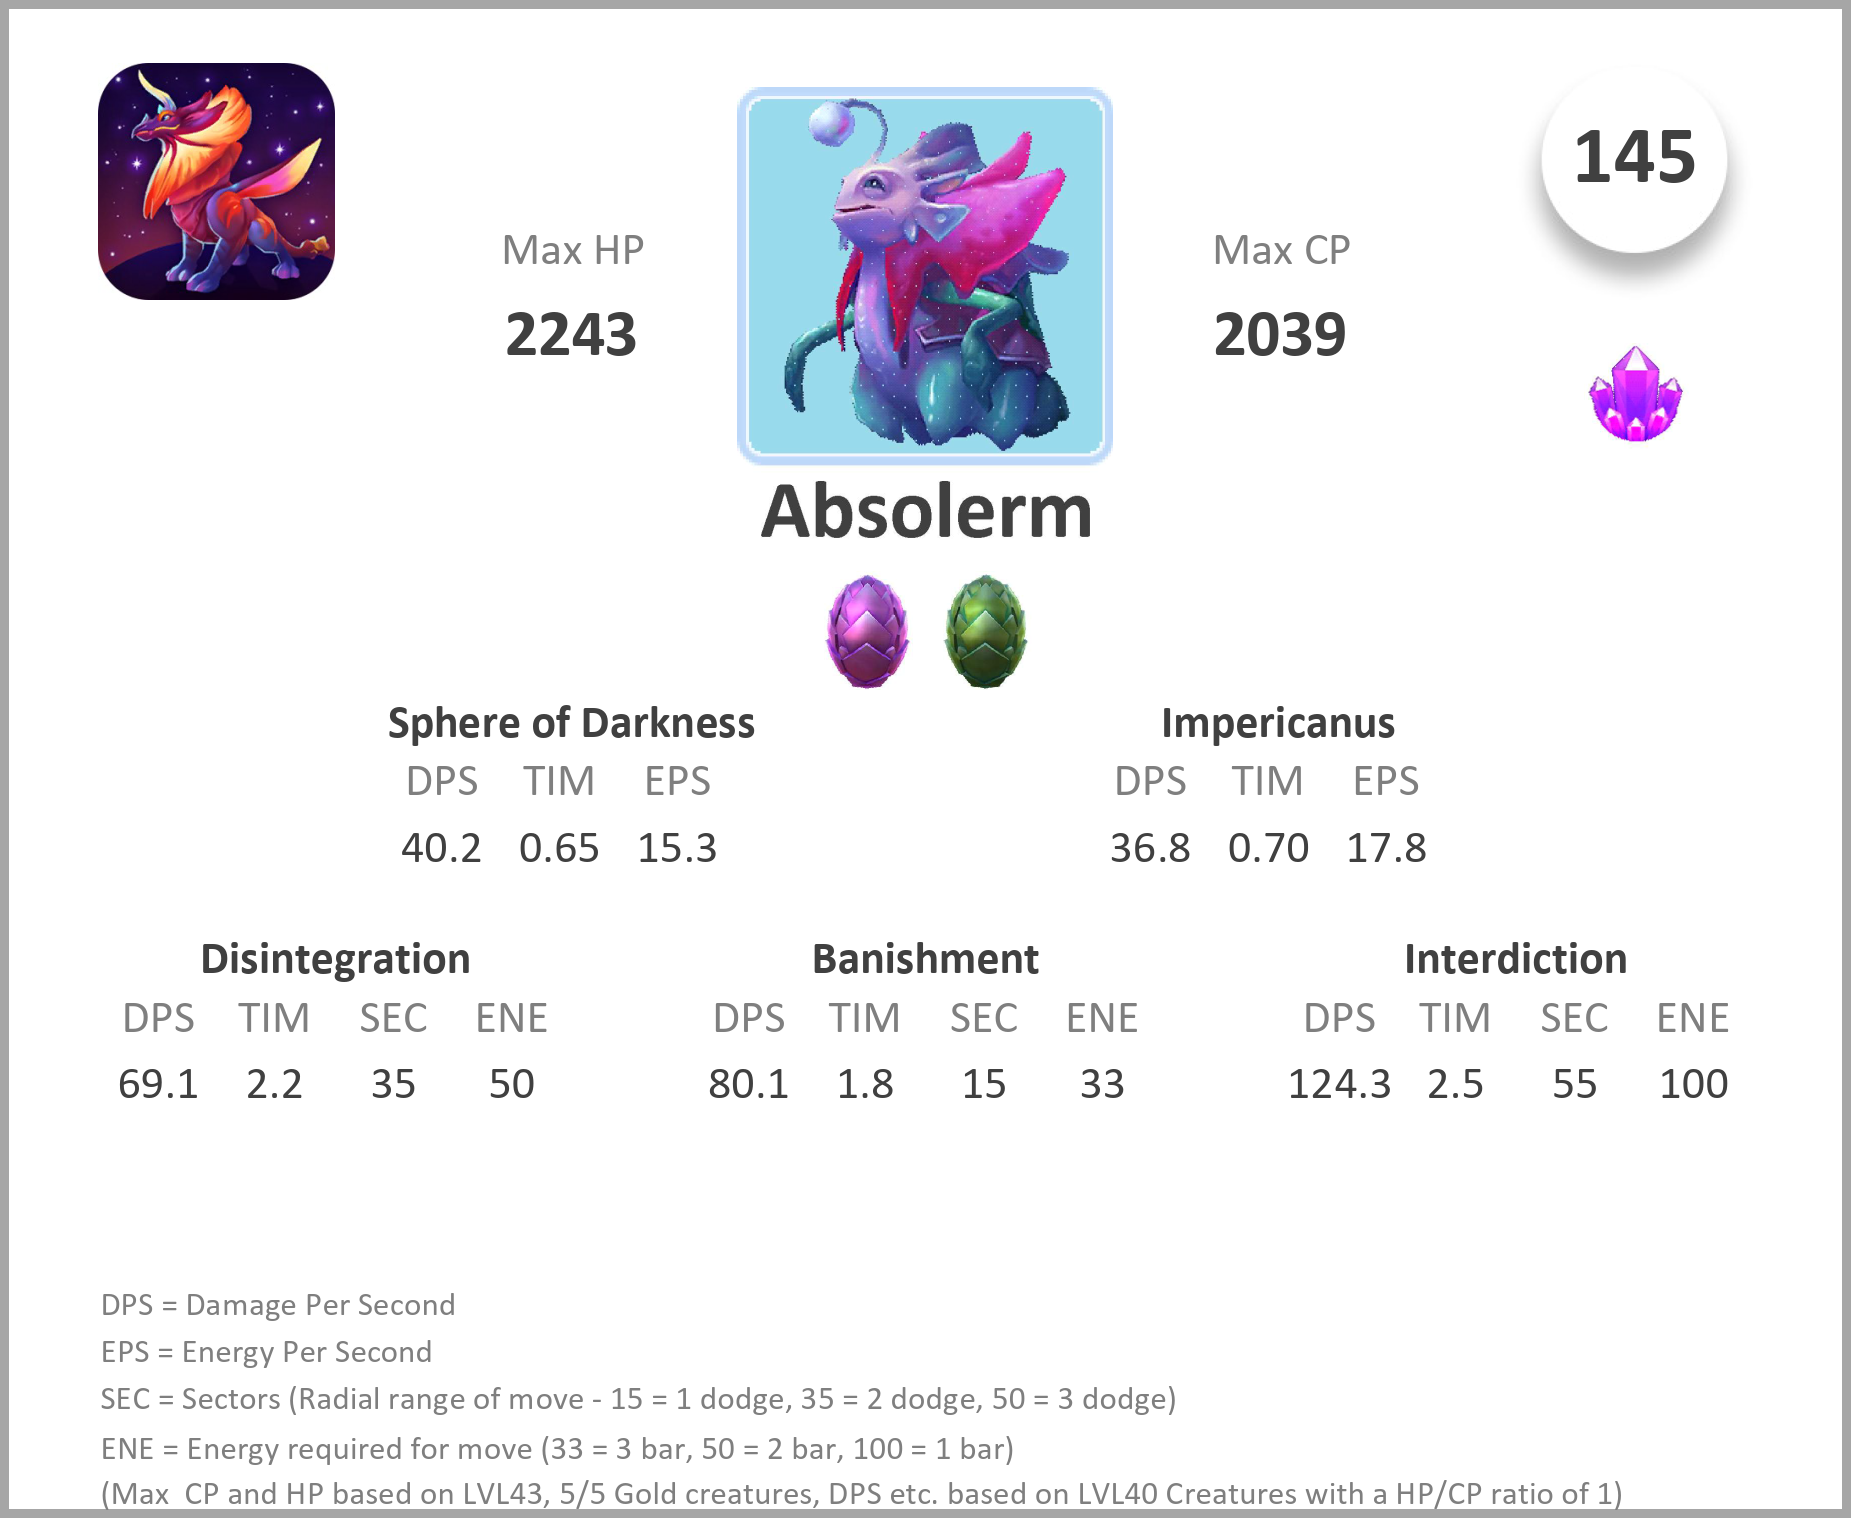 145
Max HP
Max CP
2243
2039
Absolerm
Sphere of Darkness
DPS TIM EPS
40.2 0.65 15.3
Impericanus
DPS TIM EPS
36.8 0.70 17.8
Disintegration
DPS TIM SEC ENE
69.1 2.2 35 50
Banishment
DPS TIM SEC ENE
80.1 1.8 15 33
Interdiction
DPS TIM SEC ENE
124.3 2.5 55 100
DPS = Damage Per Second
EPS = Energy Per Second
SEC = Sectors (Radial range of move - 15 = 1 dodge, 35 = 2 dodge, 50 = 3 dodge)
ENE = Energy required for move (33 = 3 bar, 50 = 2 bar, 100 = 1 bar)
(Max  CP and HP based on LVL43, 5/5 Gold creatures, DPS etc. based on LVL40 Creatures with a HP/CP ratio of 1)